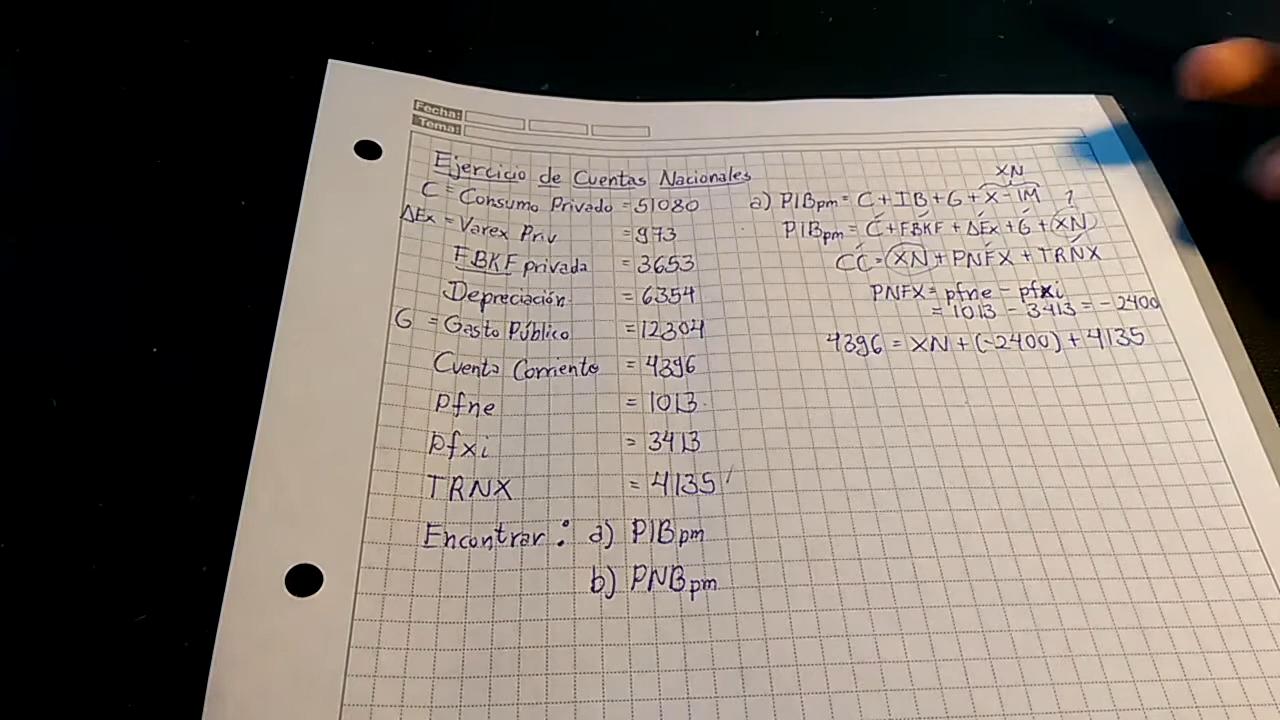 Fecha:
Tema:
Ejercicio de Cuentas Nacionales
C = Consumo Privado = 51080
ΔEx = Varex Priv = 973
FBKF privada = 3653
Depreciación = 6354
G = Gasto Público = 12304
Cuenta Corriente = 4396
Pfne = 1013
Pfxi = 3413
TRNX = 4135
Encontrar: a) PIBpm
b) PNBpm
XN
a) PIBpm = C + IB + G + X - IM ?
PIBpm = C + FBKF + ΔEx + G + XN
CC = XN + PNFX + TRNX
PNFX = pfne - pfxi
= 1013 - 3413 = -2400
4396 = XN + (-2400) + 4135